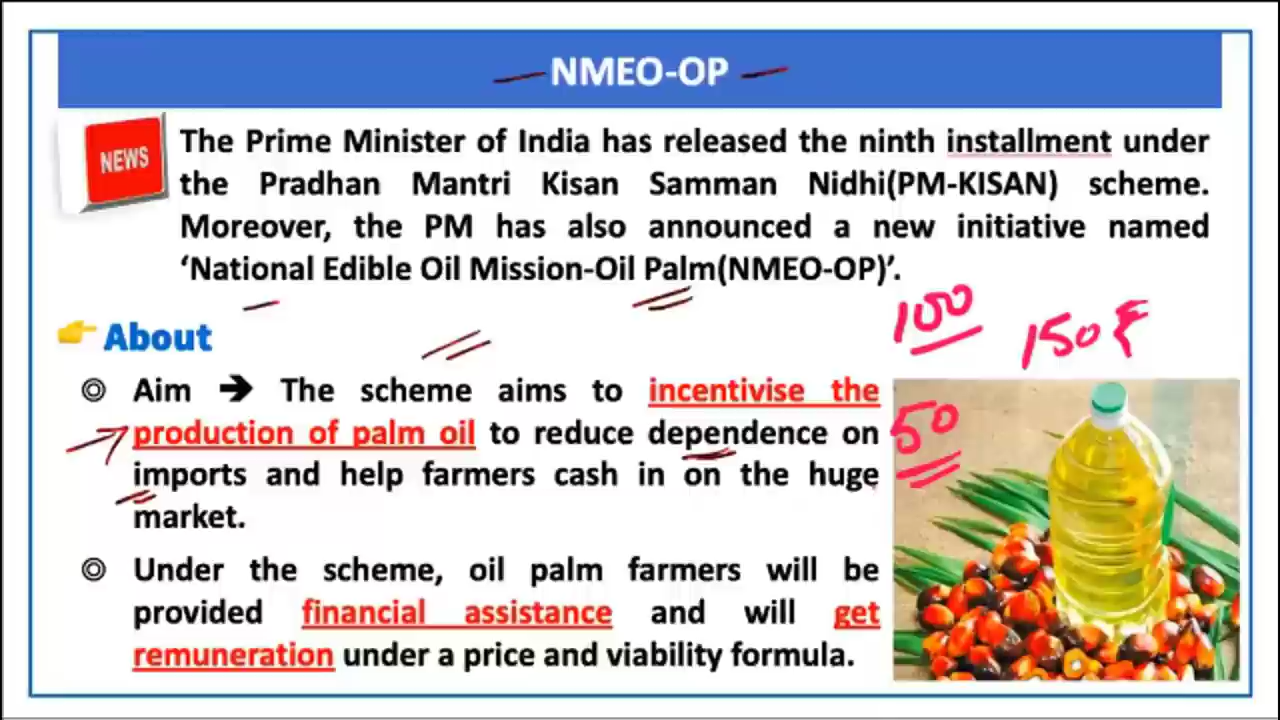 NMEO-OP
NEWS
The Prime Minister of India has released the ninth installment under
the Pradhan Mantri Kisan Samman Nidhi(PM-KISAN) scheme.
Moreover, the PM has also announced a new initiative named
‘National Edible Oil Mission-Oil Palm(NMEO-OP)’.
100
150₹
About
◎ Aim ➔ The scheme aims to incentivise the
production of palm oil to reduce dependence on
50
imports and help farmers cash in on the huge
market.
◎ Under the scheme, oil palm farmers will be
provided financial assistance and will get
remuneration under a price and viability formula.